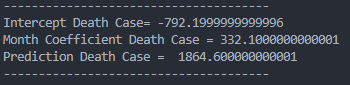 ----------------------------------------
Intercept Death Case= -792.1999999999996
Month Coefficient Death Case = 332.1000000000001
Prediction Death Case =  1864.600000000001
----------------------------------------